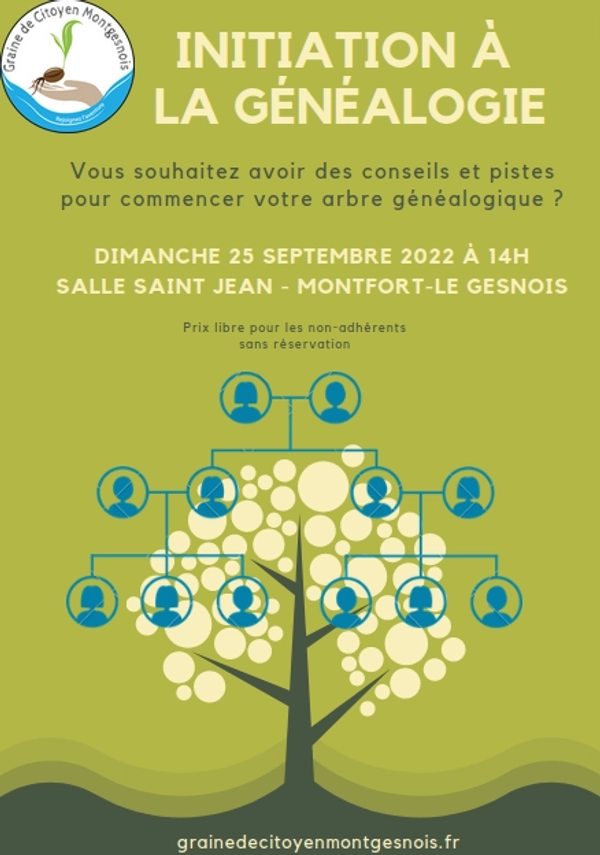 Graine de Citoyen Montgesnois
Rejoignez l'aventure
INITIATION À
LA GÉNÉALOGIE
Vous souhaitez avoir des conseils et pistes
pour commencer votre arbre généalogique ?
DIMANCHE 25 SEPTEMBRE 2022 À 14H
SALLE SAINT JEAN - MONTFORT-LE GESNOIS
Prix libre pour les non-adhérents
sans réservation
grainedecitoyenmontgesnois.fr